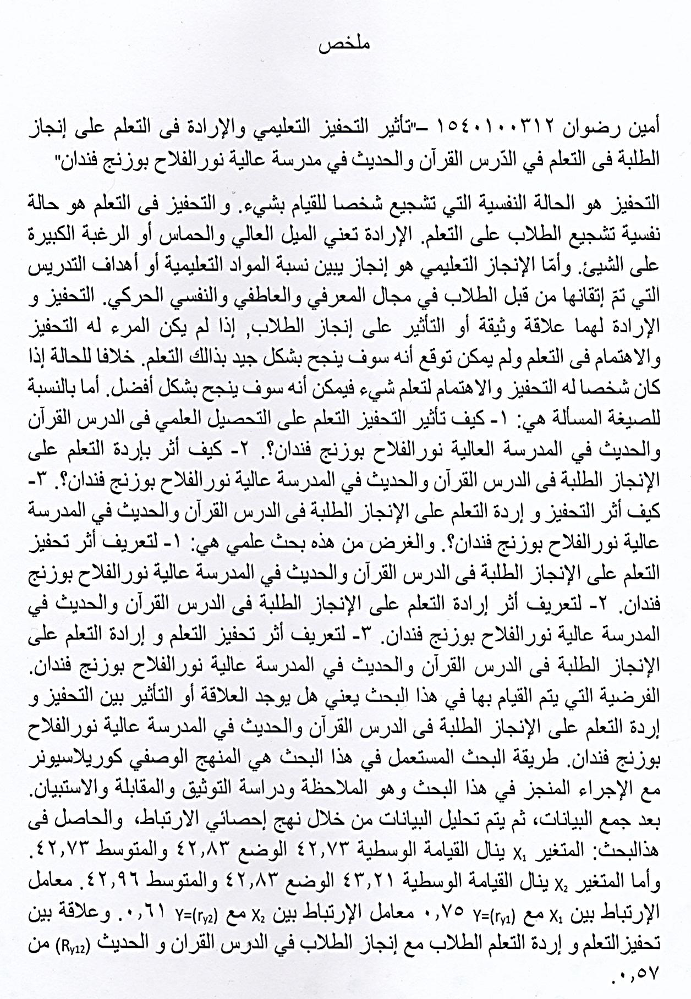 ملخص
أمين رضوان ١٥٤٠١٠٠٣١٢ –"تأثير التحفيز التعليمي والإرادة فى التعلم على إنجاز
الطلبة فى التعلم في الدّرس القرآن والحديث في مدرسة عالية نورالفلاح بوزنج فندان"
التحفيز هو الحالة النفسية التي تشجيع شخصا للقيام بشيء. و التحفيز فى التعلم هو حالة
نفسية تشجيع الطلاب على التعلم. الإرادة تعني الميل العالي والحماس أو الرغبة الكبيرة
على الشيئ. وأمّا الإنجاز التعليمي هو إنجاز يبين نسبة المواد التعليمية أو أهداف التدريس
التي تمّ إتقانها من قبل الطلاب في مجال المعرفي والعاطفي والنفسي الحركي. التحفيز و
الإرادة لهما علاقة وثيقة أو التأثير على إنجاز الطلاب, إذا لم يكن المرء له التحفيز
والاهتمام فى التعلم ولم يمكن توقع أنه سوف ينجح بشكل جيد بذالك التعلم. خلافا للحالة إذا
كان شخصا له التحفيز والاهتمام لتعلم شيء فيمكن أنه سوف ينجح بشكل أفضل. أما بالنسبة
للصيغة المسألة هي: ١- كيف تأثير التحفيز التعلم على التحصيل العلمي فى الدرس القرآن
والحديث في المدرسة العالية نورالفلاح بوزنج فندان؟. ٢- كيف أثر بإردة التعلم على
الإنجاز الطلبة فى الدرس القرآن والحديث في المدرسة عالية نورالفلاح بوزنج فندان؟. ٣-
كيف أثر التحفيز و إردة التعلم على الإنجاز الطلبة فى الدرس القرآن والحديث في المدرسة
عالية نورالفلاح بوزنج فندان؟. والغرض من هذه بحث علمي هي: ١- لتعريف أثر تحفيز
التعلم على الإنجاز الطلبة فى الدرس القرآن والحديث في المدرسة عالية نورالفلاح بوزنج
فندان. ٢- لتعريف أثر إرادة التعلم على الإنجاز الطلبة فى الدرس القرآن والحديث في
المدرسة عالية نورالفلاح بوزنج فندان. ٣- لتعريف أثر تحفيز التعلم و إرادة التعلم على
الإنجاز الطلبة فى الدرس القرآن والحديث في المدرسة عالية نورالفلاح بوزنج فندان.
الفرضية التي يتم القيام بها في هذا البحث يعني هل يوجد العلاقة أو التأثير بين التحفيز و
إردة التعلم على الإنجاز الطلبة فى الدرس القرآن والحديث في المدرسة عالية نورالفلاح
بوزنج فندان. طريقة البحث المستعمل في هذا البحث هي المنهج الوصفي كوريلاسيونر
مع الإجراء المنجز في هذا البحث وهو الملاحظة ودراسة التوثيق والمقابلة والاستبيان.
بعد جمع البيانات، ثم يتم تحليل البيانات من خلال نهج إحصائي الارتباط، والحاصل فى
هذالبحث: المتغير X₁ ينال القيامة الوسطية ٤٢,٧٣ الوضع ٤٢,٨٣ والمتوسط ٤٢,٧٣.
وأما المتغير X₂ ينال القيامة الوسطية ٤٣,٢١ الوضع ٤٢,٨٣ والمتوسط ٤٢,٩٦. معامل
الإرتباط بين X₁ مع Y=(ry1) ٠,٧٥ معامل الإرتباط بين X₂ مع Y=(ry2) ٠,٦١. وعلاقة بين
تحفيزالتعلم و إردة التعلم الطلاب مع إنجاز الطلاب في الدرس القران و الحديث (Ry12) من
٠,٥٧.